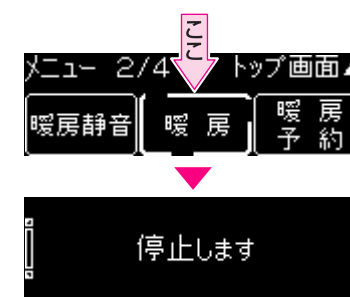 ここ
メニュー 2/4 トップ画面
暖房静音 暖 房 暖 房
予 約
停止します